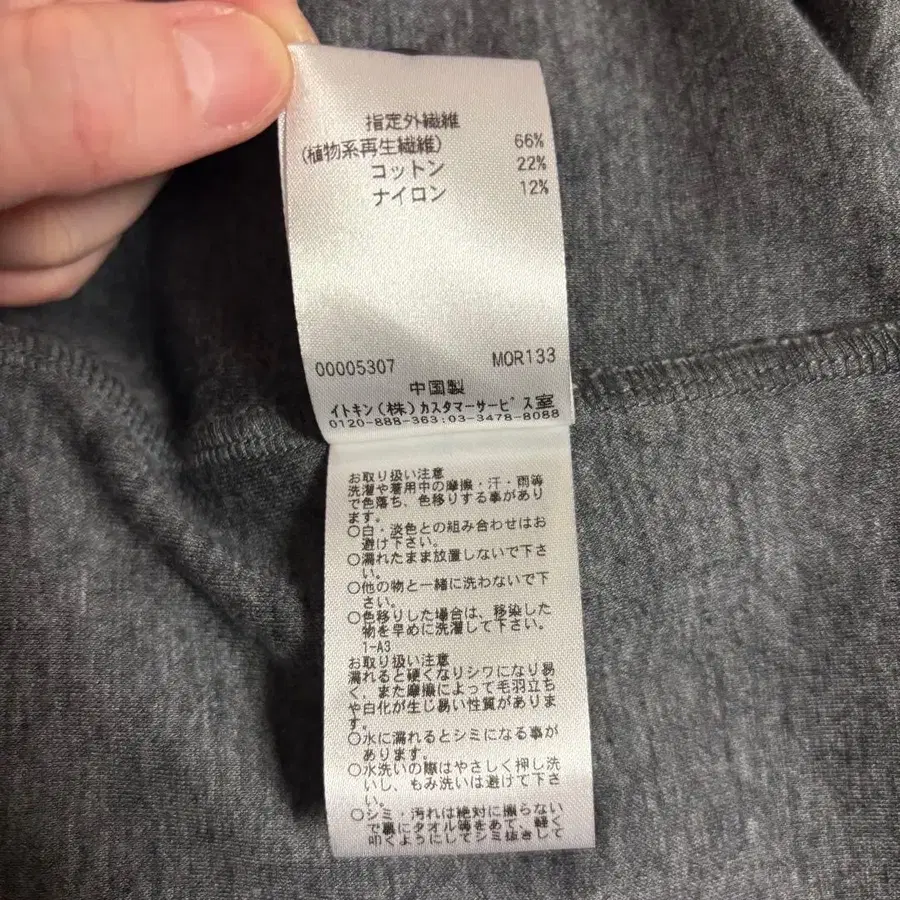 指定外繊維
(植物系再生繊維) 66%
コットン 22%
ナイロン 12%
00005307 MOR133
中国製
イトキン(株)カスタマーサービス室
0120-888-363:03-3478-8088
お取り扱い注意
洗濯や着用中の摩擦・汗・雨等
で色落ち、色移りする事があり
ます。
○白・淡色との組み合わせはお
避け下さい。
○濡れたまま放置しないで下さ
い。
○他の物と一緒に洗わないで下
さい。
○色移りした場合は、移染した
物を早めに洗濯して下さい。
1-A3
お取り扱い注意
濡れると硬くなりシワになり易
く、また摩擦によって毛羽立ち
や白化が生じ易い性質がありま
す。
○水に濡れるとシミになる事が
あります。
○水洗いの際はやさしく押し洗
いし、もみ洗いは避けて下さ
い。
○シミ・汚れは絶対に擦らない
で裏にタオル等をあて、軽く
叩くようにしてシミ抜きして